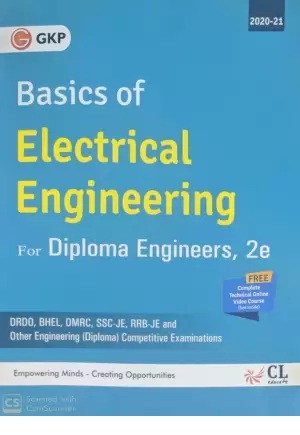 2020-21
GKP
Basics of
Electrical
Engineering
For Diploma Engineers, 2e
FREE
Complete
Technical Online
Video Course
DRDO, BHEL, DMRC, SSC-JE, RRB-JE and
Other Engineering (Diploma) Competitive Examinations
Empowering Minds - Creating Opportunities
CL
educate
CS
Scanned with
CamScanner